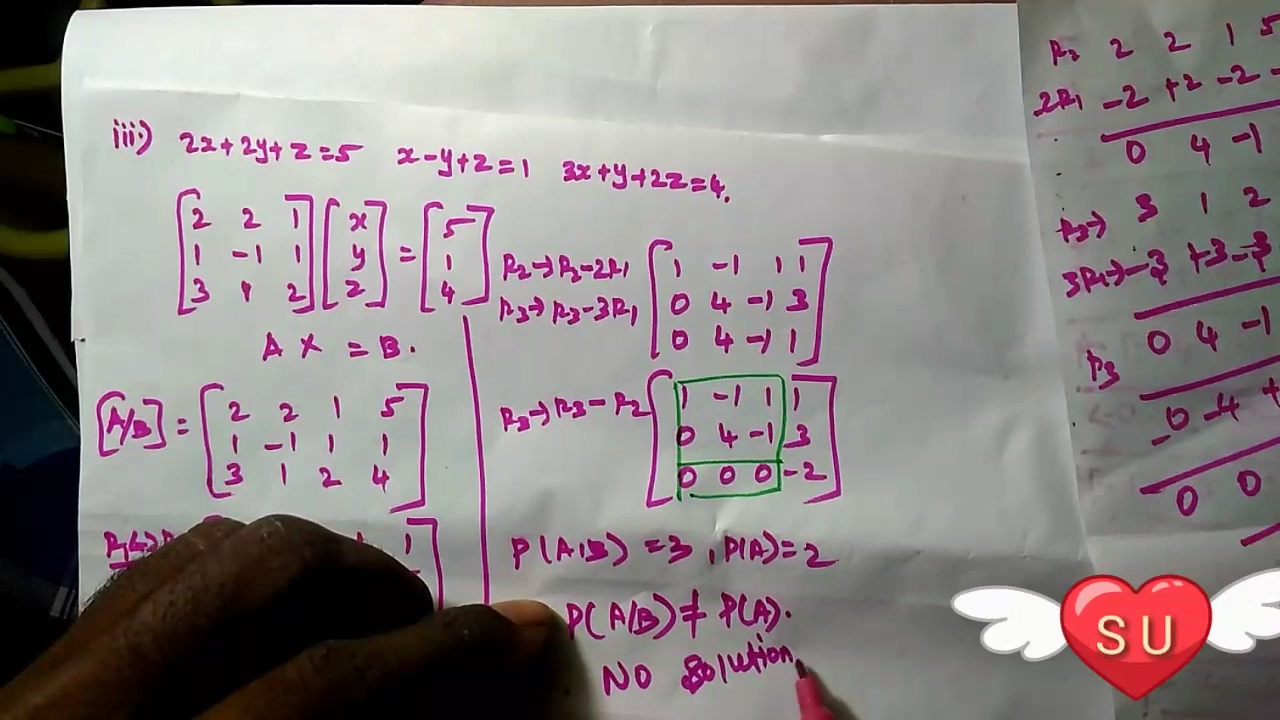 iii) 2x+2y+z=5 x-y+z=1 3x+y+2z=4.
[2 2 1] [x] = [5]
[1 -1 1] [y] [1]
[3 1 2] [z] [4]
A X = B.
[A/B] = [2 2 1 5]
[1 -1 1 1]
[3 1 2 4]
1
R2→R2-2R1 [1 -1 1 1]
R3→R3-3R1 [0 4 -1 3]
[0 4 -1 1]
R3→R3-R2 [1 -1 1 1]
[0 4 -1 3]
[0 0 0 -2]
P(A,B) =3, P(A)=2
P(A/B) ≠ P(A).
NO Solution
R2 2 2 1 5
2R1 -2 +2 -2 -
0 4 -1
R3→ 3 1 2
3R1→ -3 +3 -3
0 4 -1
R3
-0 -4 +
0 0
SU